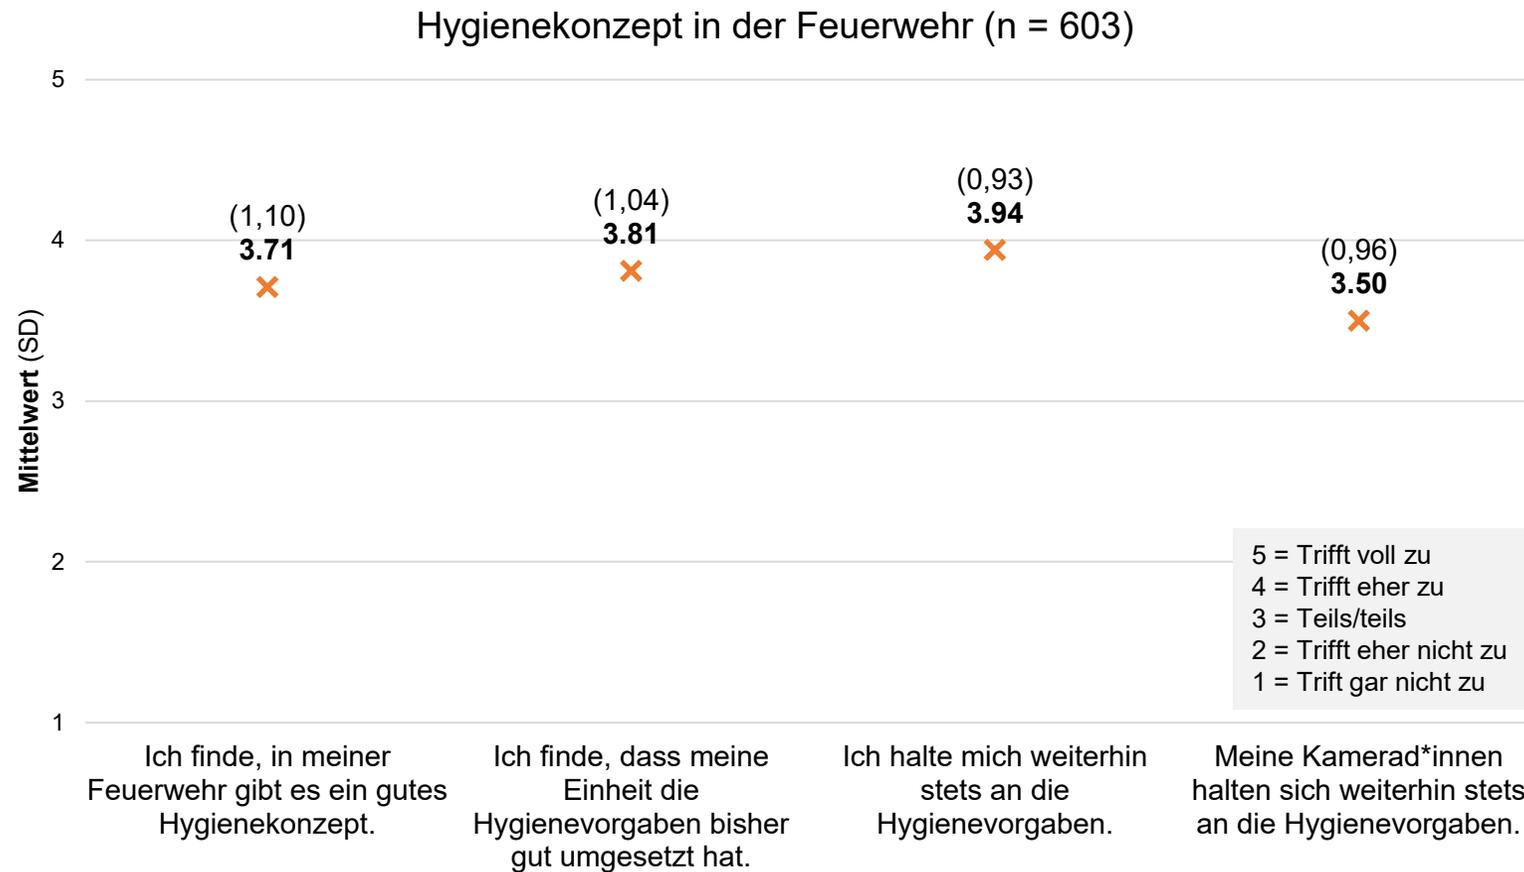 Hygienekonzept in der Feuerwehr (n = 603)
Mittelwert (SD)
5
4
3
2
1
(1,10)
3.71
(1,04)
3.81
(0,93)
3.94
(0,96)
3.50
5 = Trifft voll zu
4 = Trifft eher zu
3 = Teils/teils
2 = Trifft eher nicht zu
1 = Trift gar nicht zu
Ich finde, in meiner
Feuerwehr gibt es ein gutes
Hygienekonzept.
Ich finde, dass meine
Einheit die
Hygienevorgaben bisher
gut umgesetzt hat.
Ich halte mich weiterhin
stets an die
Hygienevorgaben.
Meine Kamerad*innen
halten sich weiterhin stets
an die Hygienevorgaben.